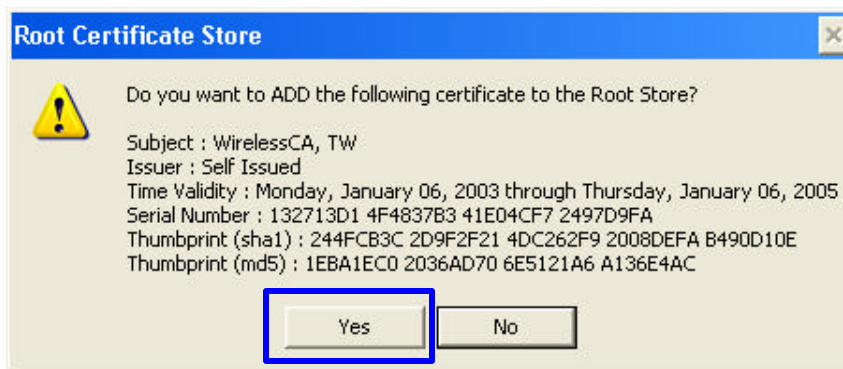 Root Certificate Store
Do you want to ADD the following certificate to the Root Store?
Subject : WirelessCA, TW
Issuer : Self Issued
Time Validity : Monday, January 06, 2003 through Thursday, January 06, 2005
Serial Number : 132713D1 4F4837B3 41E04CF7 2497D9FA
Thumbprint (sha1) : 244FCB3C 2D9F2F21 4DC262F9 2008DEFA B490D10E
Thumbprint (md5) : 1EBA1EC0 2036AD70 6E5121A6 A136E4AC
Yes No